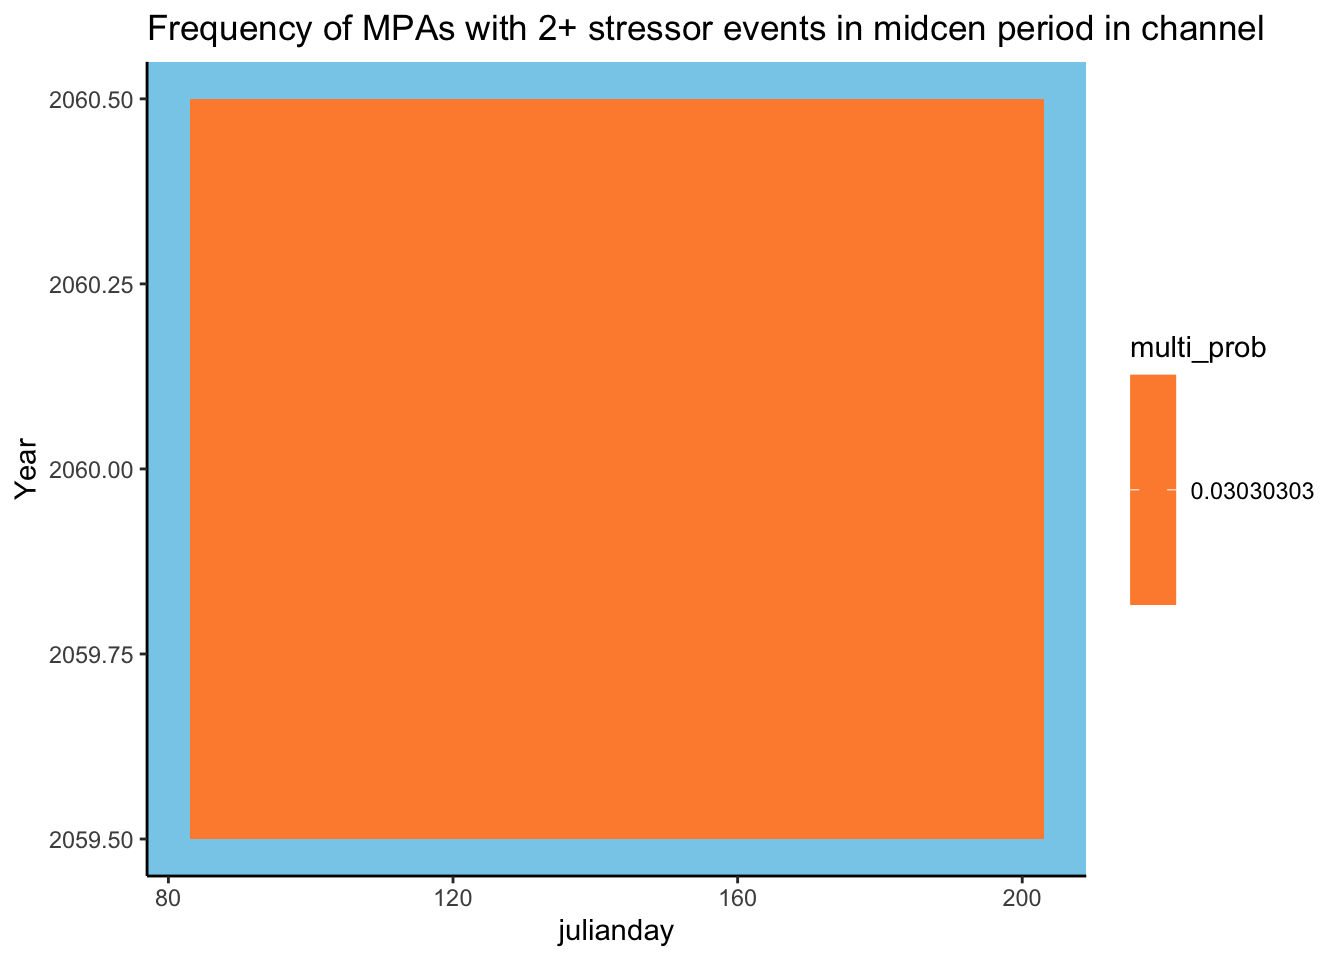 Frequency of MPAs with 2+ stressor events in midcen period in channel
2060.50
2060.25
2060.00
2059.75
2059.50
Year
80 120 160 200
julianday
multi_prob
0.03030303